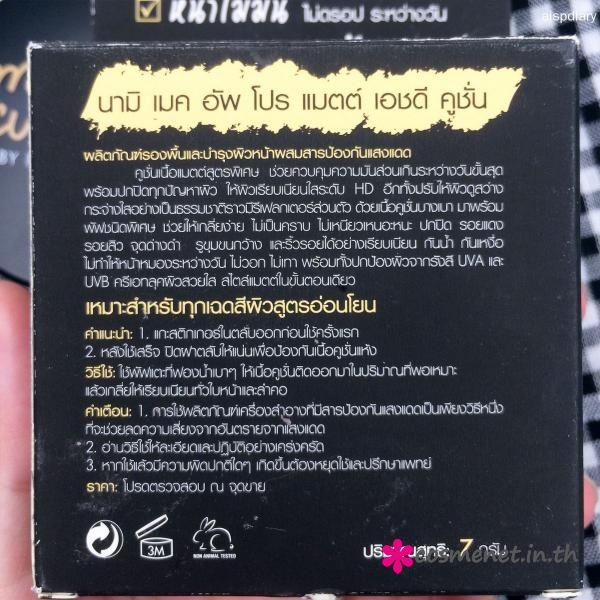 หน้าไม่มัน ไม่ดรอป ระหว่างวัน
alspdiary
นามิ เมค อัพ โปร แมตต์ เอชดี คูชั่น
ผลิตภัณฑ์รองพื้นและบำรุงผิวหน้าผสมสารป้องกันแสงแดด
คูชั่นเนื้อแมตต์สูตรพิเศษ ช่วยควบคุมความมันส่วนเกินระหว่างวันขั้นสุด
พร้อมปกปิดทุกปัญหาผิว ให้ผิวเรียบเนียนใสระดับ HD อีกทั้งปรับให้ผิวดูสว่าง
กระจ่างใสอย่างเป็นธรรมชาติราวมีรีเฟลกเตอร์ส่วนตัว ด้วยเนื้อคูชั่นบางเบา มาพร้อม
พัฟชนิดพิเศษ ช่วยให้เกลี่ยง่าย ไม่เป็นคราบ ไม่เหนียวเหนอะหนะ ปกปิด รอยแดง
รอยสิว จุดด่างดำ รูขุมขนกว้าง และริ้วรอยได้อย่างเรียบเนียน กันน้ำ กันเหงื่อ
ไม่ทำให้หน้าหมองระหว่างวัน ไม่วอก ไม่เทา พร้อมทั้งปกป้องผิวจากรังสี UVA และ
UVB ครีเอทลุคผิวสวยใส สไตล์แมตต์ในขั้นตอนเดียว
เหมาะสำหรับทุกเฉดสีผิวสูตรอ่อนโยน
คำแนะนำ: 1. แกะสติกเกอร์ในตลับออกก่อนใช้ครั้งแรก
2. หลังใช้เสร็จ ปิดฝาตลับให้แน่นเพื่อป้องกันเนื้อคูชั่นแห้ง
วิธีใช้: ใช้พัฟแตะที่ฟองน้ำเบาๆ ให้เนื้อคูชั่นติดออกมาในปริมาณที่พอเหมาะ
แล้วเกลี่ยให้เรียบเนียนทั่วใบหน้าและลำคอ
คำเตือน: 1. การใช้ผลิตภัณฑ์เครื่องสำอางที่มีสารป้องกันแสงแดดเป็นเพียงวิธีหนึ่ง
ที่จะช่วยลดความเสี่ยงจากอันตรายจากแสงแดด
2. อ่านวิธีใช้ให้ละเอียดและปฏิบัติอย่างเคร่งครัด
3. หากใช้แล้วมีความผิดปกติใดๆ เกิดขึ้นต้องหยุดใช้และปรึกษาแพทย์
ราคา: โปรดตรวจสอบ ณ จุดขาย
3M
NON ANIMAL TESTED
ปริมาณสุทธิ: 7 กรัม
cosmenet.in.th